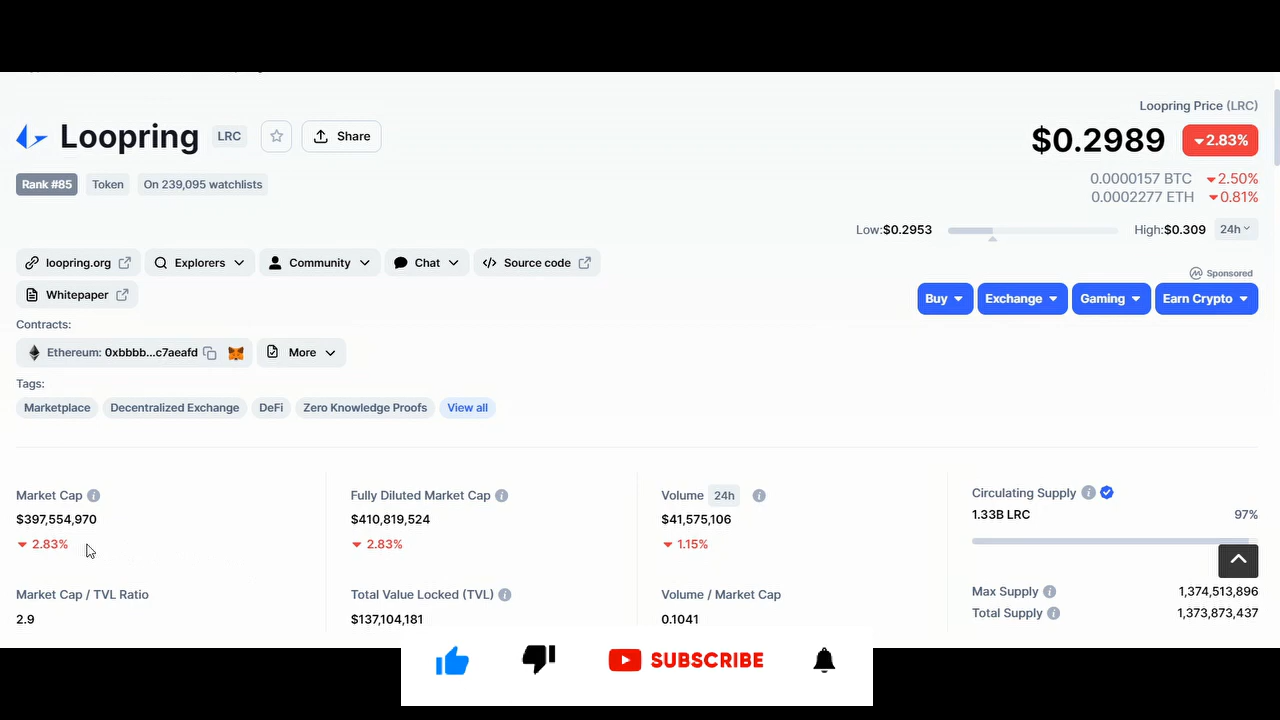 Loopring LRC Share
Rank #85 Token On 239,095 watchlists
Loopring Price (LRC)
$0.2989 2.83%
0.0000157 BTC 2.50%
0.0002277 ETH 0.81%
Low:$0.2953 High:$0.309 24h
loopring.org Explorers Community Chat Source code
Whitepaper
Sponsored
Buy Exchange Gaming Earn Crypto
Contracts:
Ethereum: 0xbbbb...c7aeafd More
Tags:
Marketplace Decentralized Exchange DeFi Zero Knowledge Proofs View all
Market Cap
$397,554,970
2.83%
Fully Diluted Market Cap
$410,819,524
2.83%
Volume 24h
$41,575,106
1.15%
Circulating Supply
1.33B LRC 97%
Market Cap / TVL Ratio
2.9
Total Value Locked (TVL)
$137,104,181
Volume / Market Cap
0.1041
Max Supply 1,374,513,896
Total Supply 1,373,873,437
SUBSCRIBE